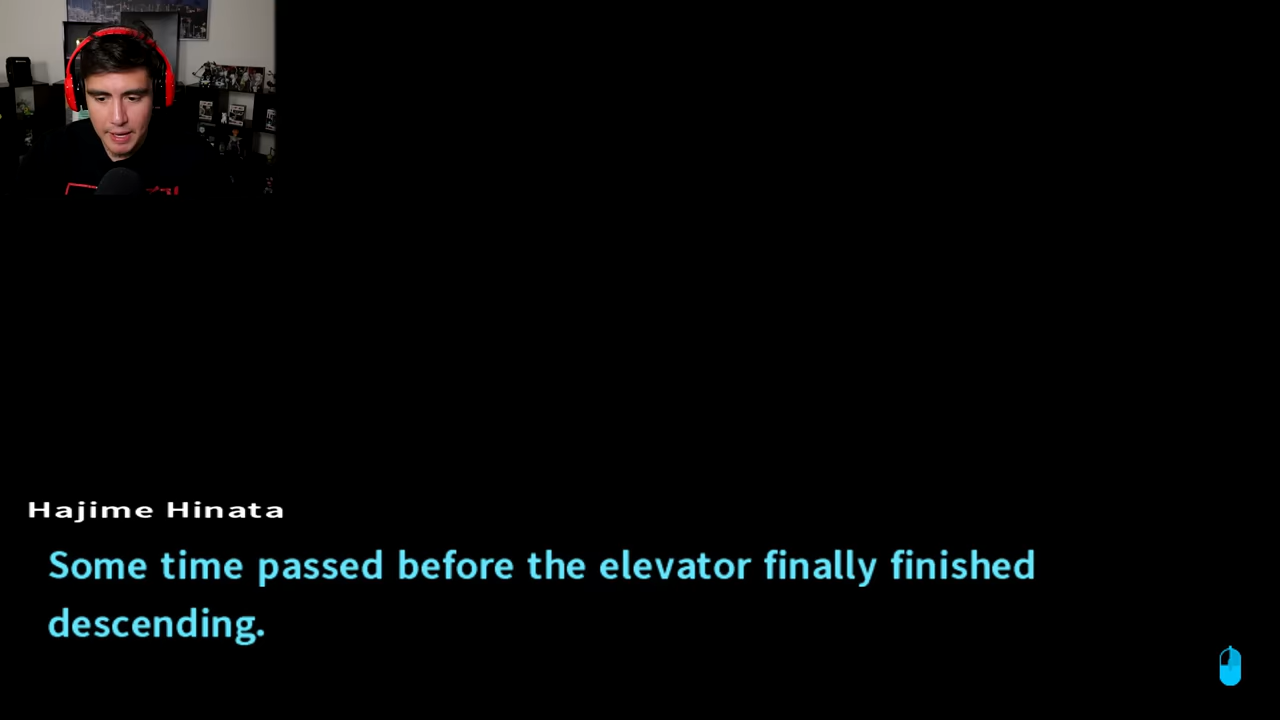 Hajime Hinata
Some time passed before the elevator finally finished
descending.